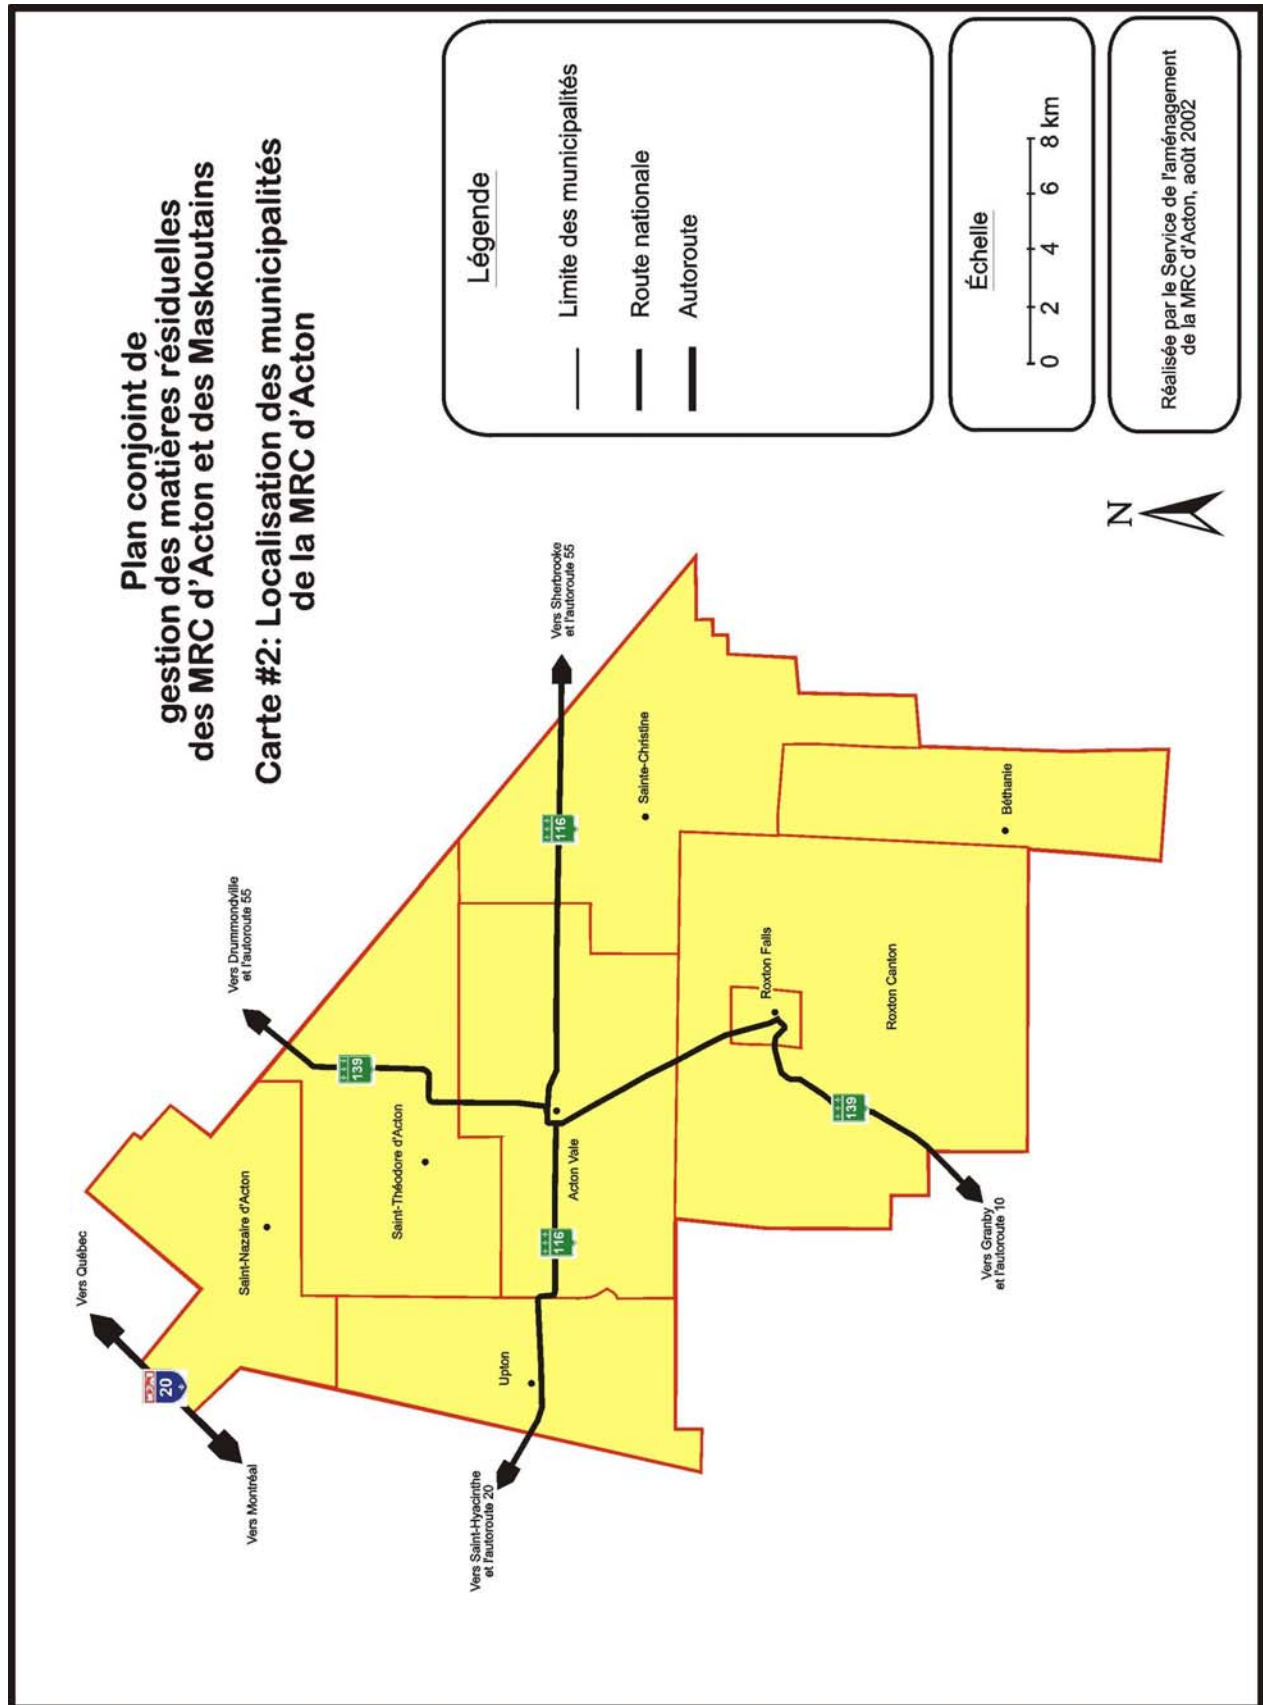 Plan conjoint de
gestion des matières résiduelles
des MRC d'Acton et des Maskoutains
Carte #2: Localisation des municipalités
de la MRC d'Acton
Légende
Limite des municipalités
Route nationale
Autoroute
Échelle
0 2 4 6 8 km
Réalisée par le Service de l'aménagement
de la MRC d'Acton, août 2002
N
Vers Québec
20
Vers Montréal
Vers Drummondville
et l'autoroute 55
139
Saint-Nazaire d'Acton
Saint-Théodore d'Acton
Upton
Vers Saint-Hyacinthe
et l'autoroute 20
116
Acton Vale
116
Vers Sherbrooke
et l'autoroute 55
Sainte-Christine
Roxton Falls
Roxton Canton
Béthanie
139
Vers Granby
et l'autoroute 10